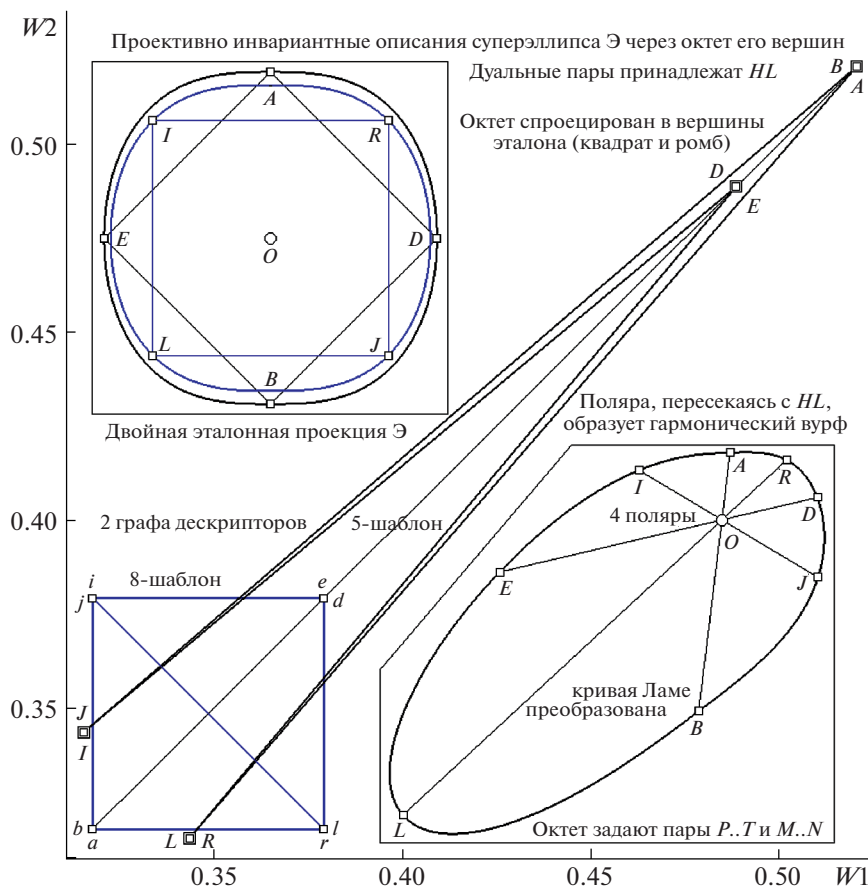 W2
Проективно инвариантные описания суперэллипса Э через октет его вершин
Дуальные пары принадлежат HL
B
A
A
Октет спроецирован в вершины
эталона (квадрат и ромб)
0.50
I
R
D
E
E
D
O
0.45
L
J
B
Двойная эталонная проекция Э
Поляра, пересекаясь с HL,
образует гармонический вурф
A
R
I
D
0.40
2 графа дескрипторов
5-шаблон
4 поляры
O
8-шаблон
i
e
j
d
E
J
кривая Ламе
преобразована
B
0.35
J
I
b
l
a
L
R
r
L
Октет задают пары P..T и M..N
0.35
0.40
0.45
0.50
W1